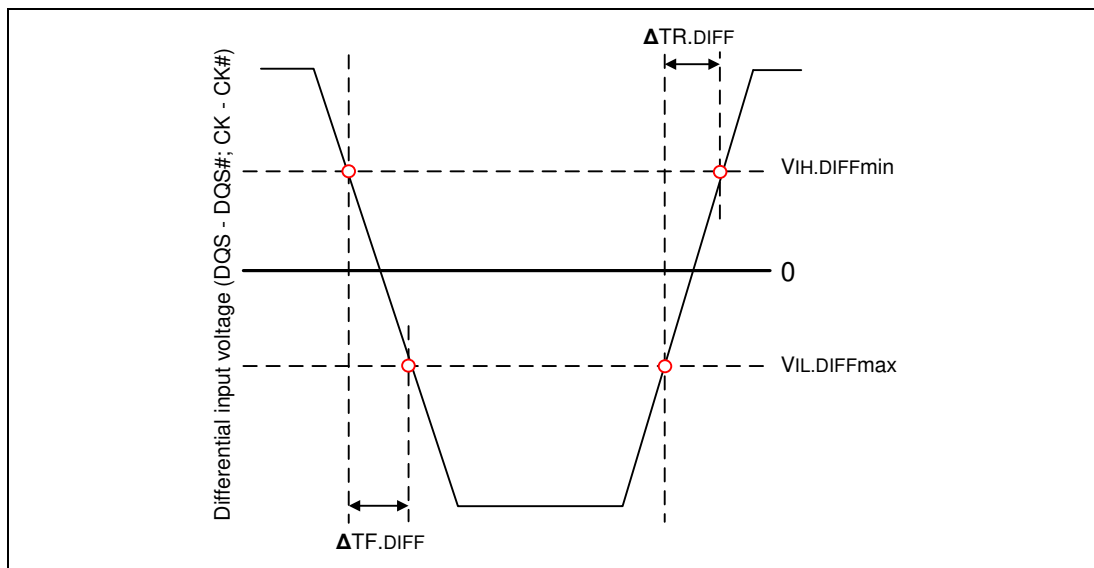 ΔTR.DIFF
Differential input voltage (DQS - DQS#; CK - CK#)
VIH.DIFFmin
0
VIL.DIFFmax
ΔTF.DIFF